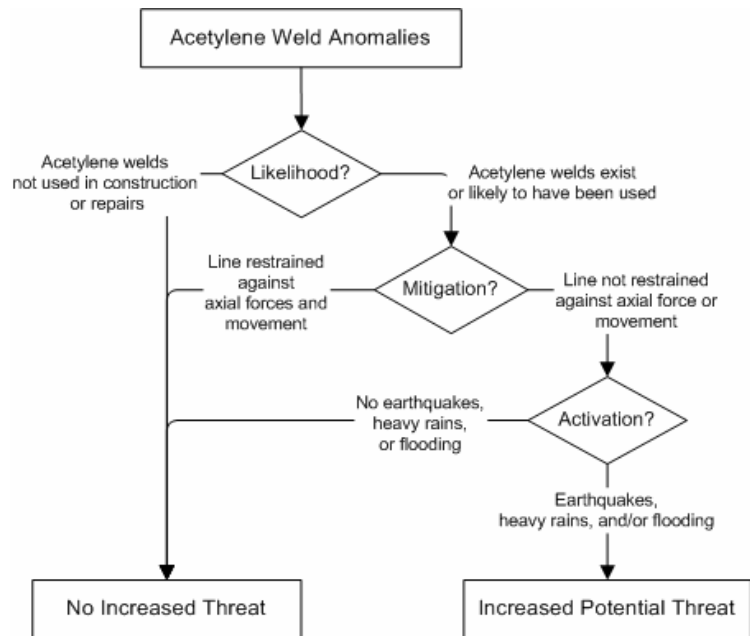 Acetylene Weld Anomalies
Likelihood?
Acetylene welds
not used in construction
or repairs
Acetylene welds exist
or likely to have been used
Mitigation?
Line restrained
against
axial forces and
movement
Line not restrained
against axial force or
movement
Activation?
No earthquakes,
heavy rains,
or flooding
Earthquakes,
heavy rains, and/or flooding
No Increased Threat
Increased Potential Threat